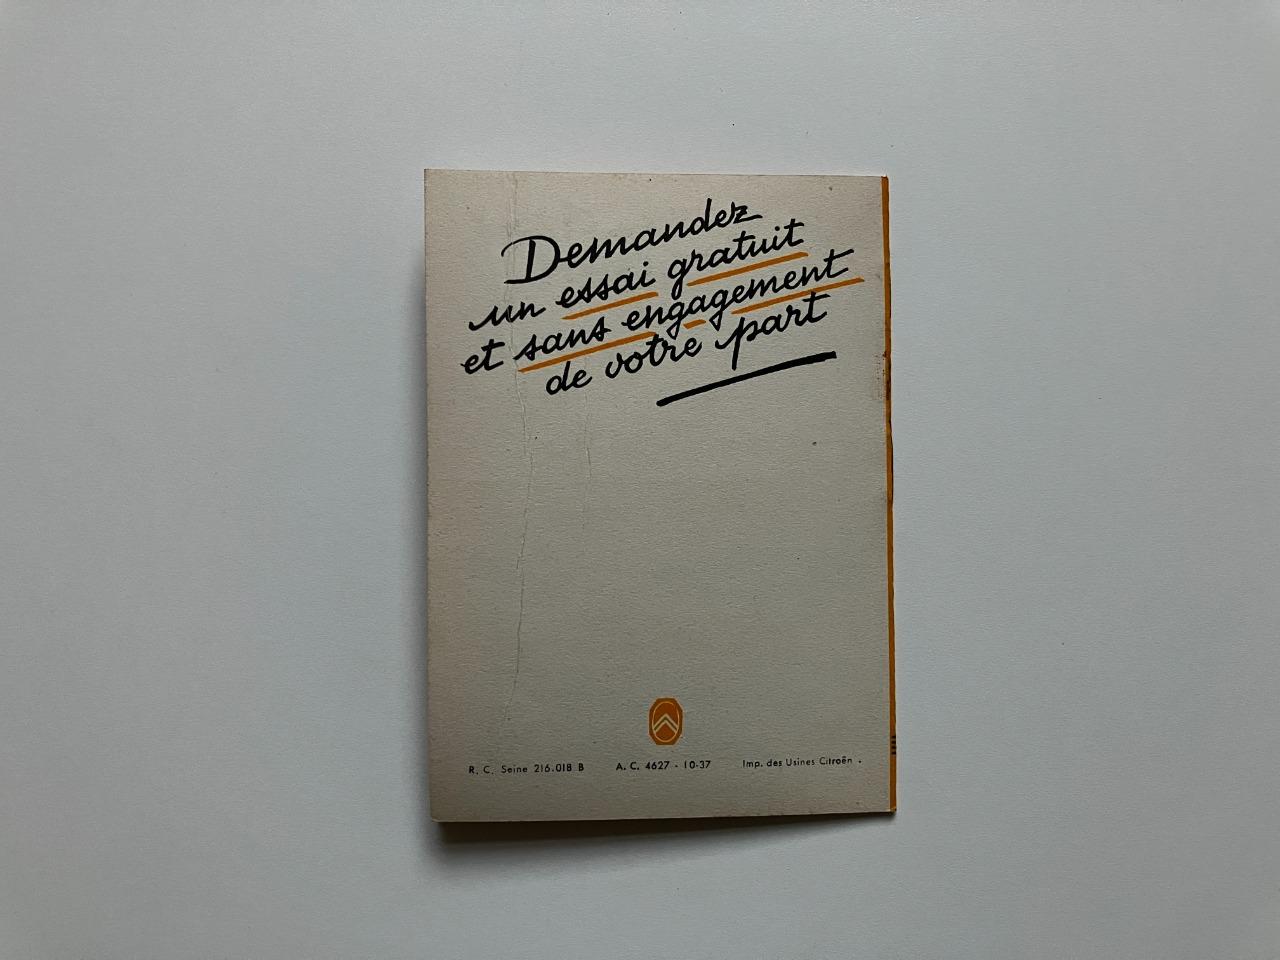 Demandez
un essai gratuit
et sans engagement
de votre part
R. C. Seine 216.018 B A. C. 4627 - 10-37 Imp. des Usines Citroën .